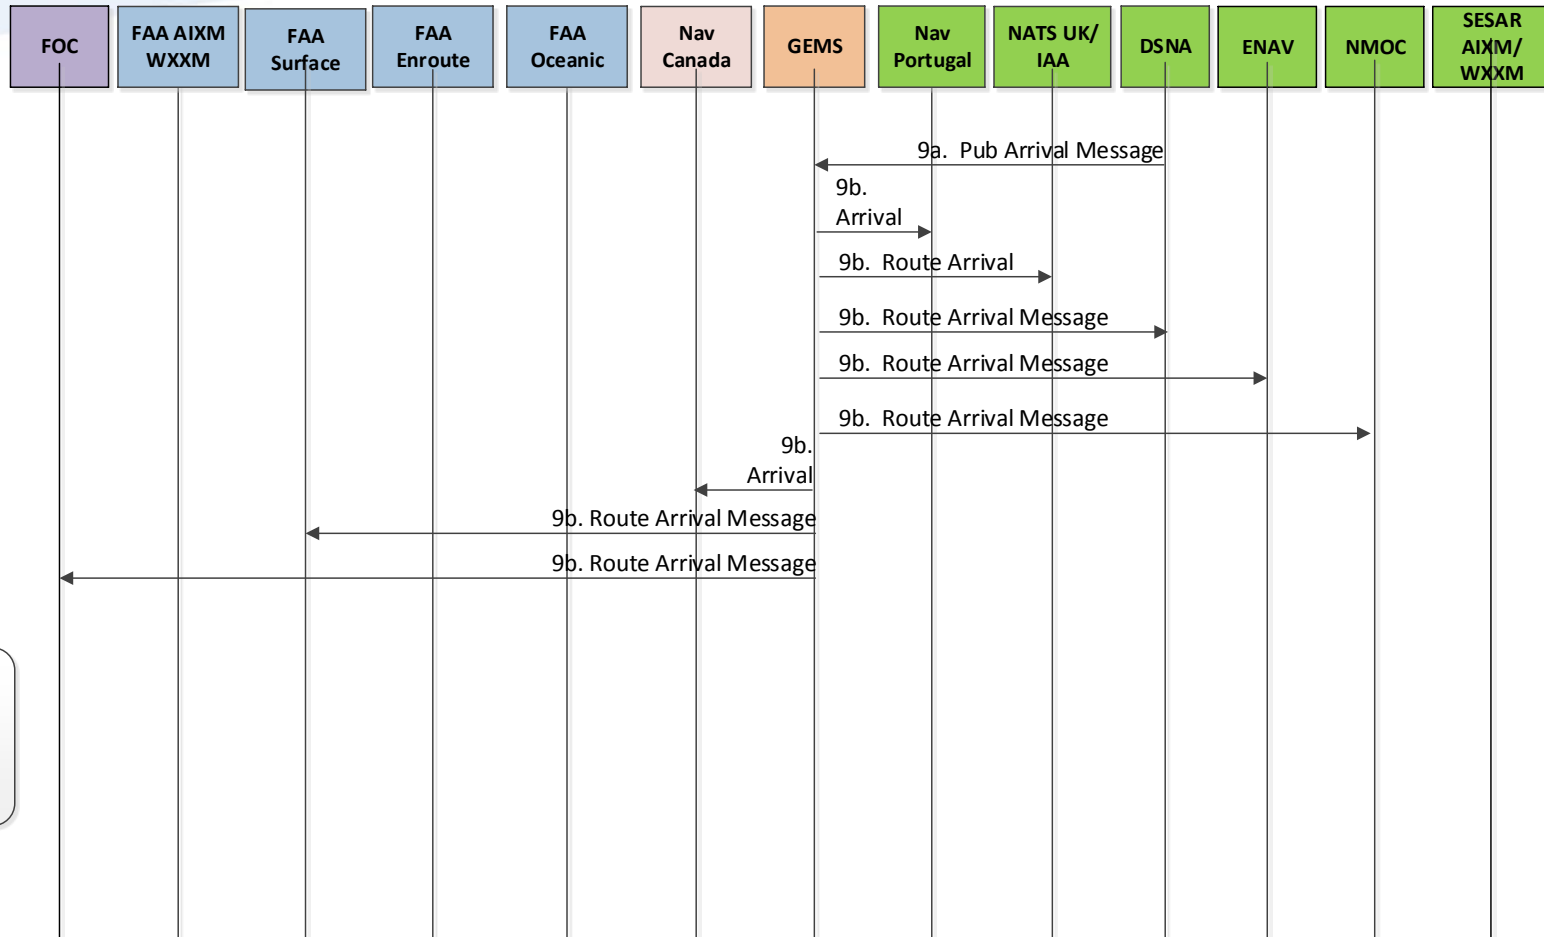 FOC
FAA AIXM
WXXM
FAA
Surface
FAA
Enroute
FAA
Oceanic
Nav
Canada
GEMS
Nav
Portugal
NATS UK/
IAA
DSNA
ENAV
NMOC
SESAR
AIXM/
WXXM
9a.  Pub Arrival Message
9b.
Arrival
9b.  Route Arrival
9b.  Route Arrival Message
9b.  Route Arrival Message
9b.  Route Arrival Message
9b.
Arrival
9b. Route Arrival Message
9b. Route Arrival Message